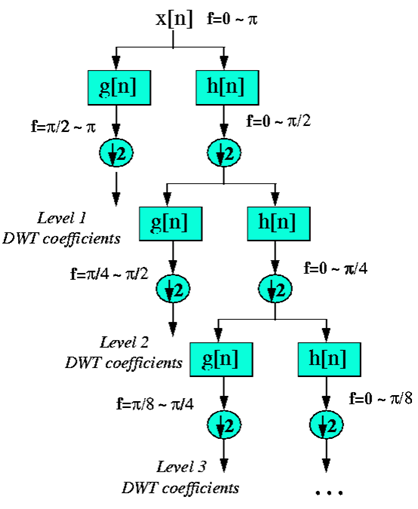 x[n] f=0 ~ π
g[n] h[n]
f=π/2 ~ π f=0 ~ π/2
↓2 ↓2
Level 1
DWT coefficients
g[n] h[n]
f=π/4 ~ π/2 f=0 ~ π/4
↓2 ↓2
Level 2
DWT coefficients
g[n] h[n]
f=π/8 ~ π/4 f=0 ~ π/8
↓2 ↓2
Level 3
DWT coefficients
...